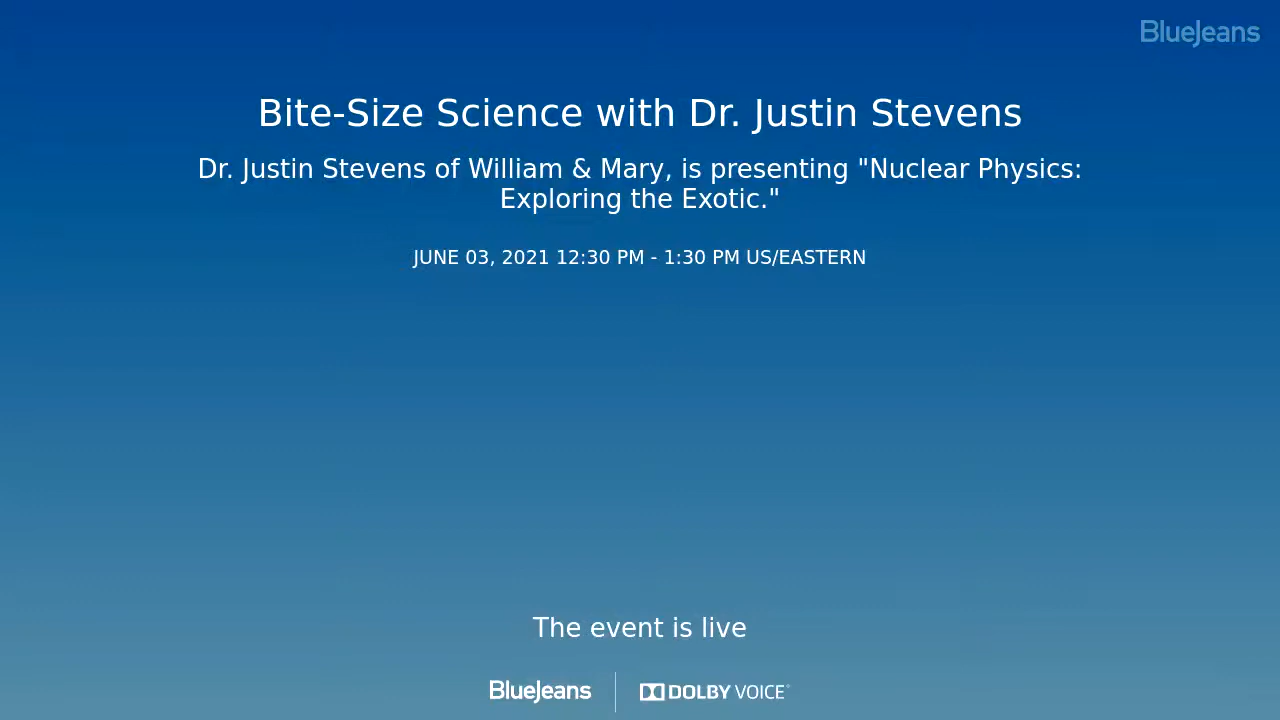 BlueJeans
Bite-Size Science with Dr. Justin Stevens
Dr. Justin Stevens of William & Mary, is presenting "Nuclear Physics:
Exploring the Exotic."
JUNE 03, 2021 12:30 PM - 1:30 PM US/EASTERN
The event is live
BlueJeans
DOLBY VOICE